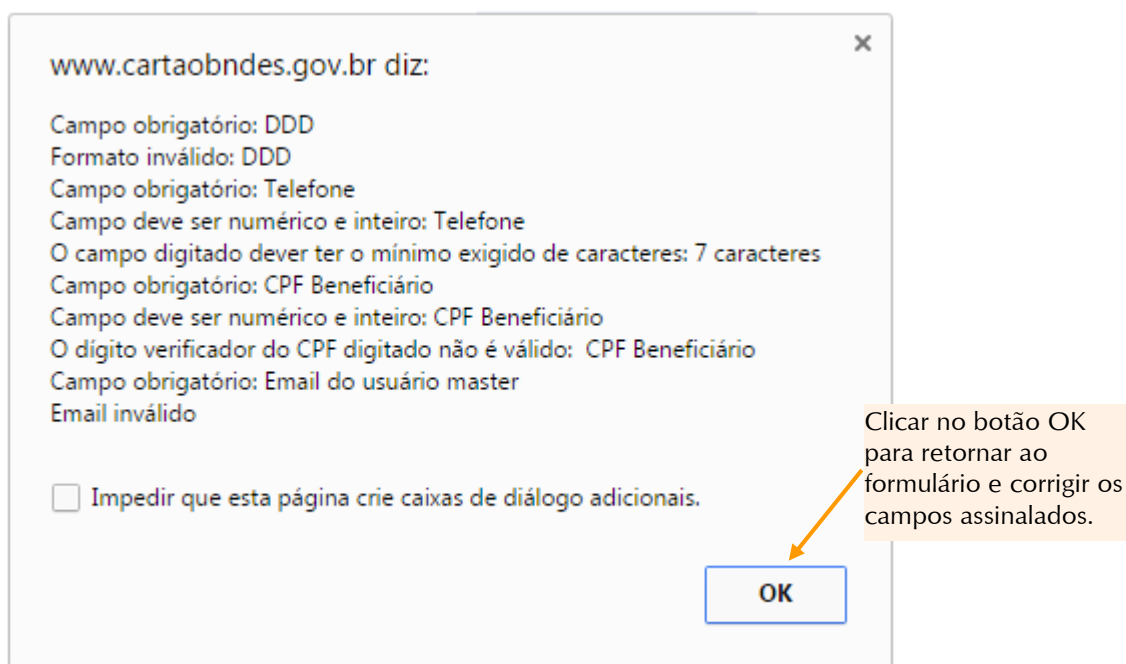 www.cartaobndes.gov.br diz:
Campo obrigatório: DDD
Formato inválido: DDD
Campo obrigatório: Telefone
Campo deve ser numérico e inteiro: Telefone
O campo digitado dever ter o mínimo exigido de caracteres: 7 caracteres
Campo obrigatório: CPF Beneficiário
Campo deve ser numérico e inteiro: CPF Beneficiário
O dígito verificador do CPF digitado não é válido: CPF Beneficiário
Campo obrigatório: Email do usuário master
Email inválido
Impedir que esta página crie caixas de diálogo adicionais.
OK
Clicar no botão OK
para retornar ao
formulário e corrigir os
campos assinalados.